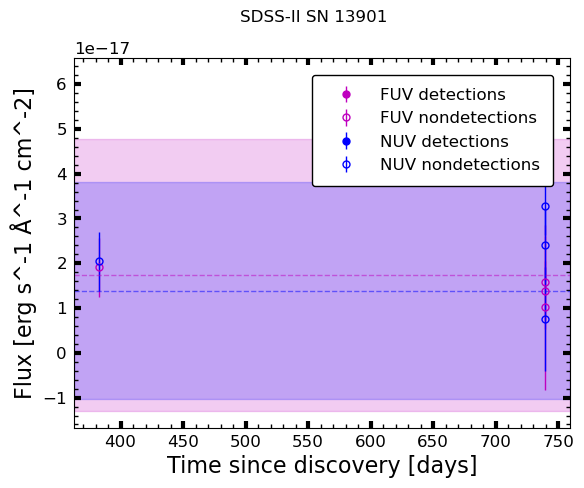 SDSS-II SN 13901
1e−17
Flux [erg s^-1 Å^-1 cm^-2]
6
5
4
3
2
1
0
−1
FUV detections
FUV nondetections
NUV detections
NUV nondetections
400 450 500 550 600 650 700 750
Time since discovery [days]